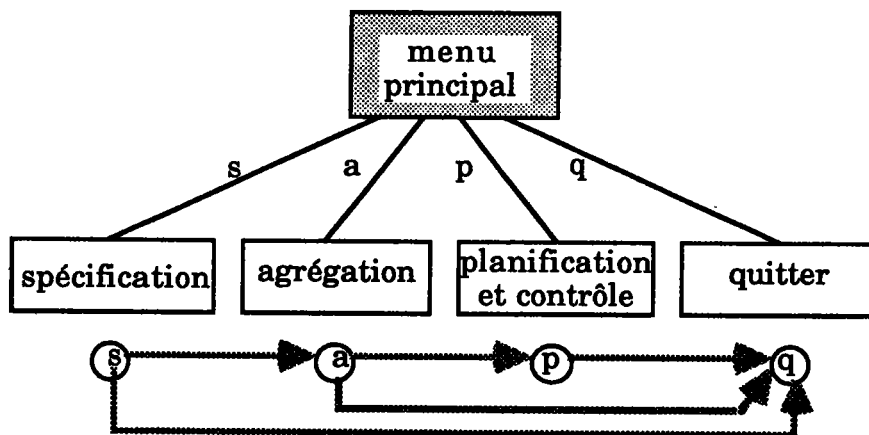 menu
principal
s
a
p
q
spécification
agrégation
planification
et contrôle
quitter
s
a
p
q